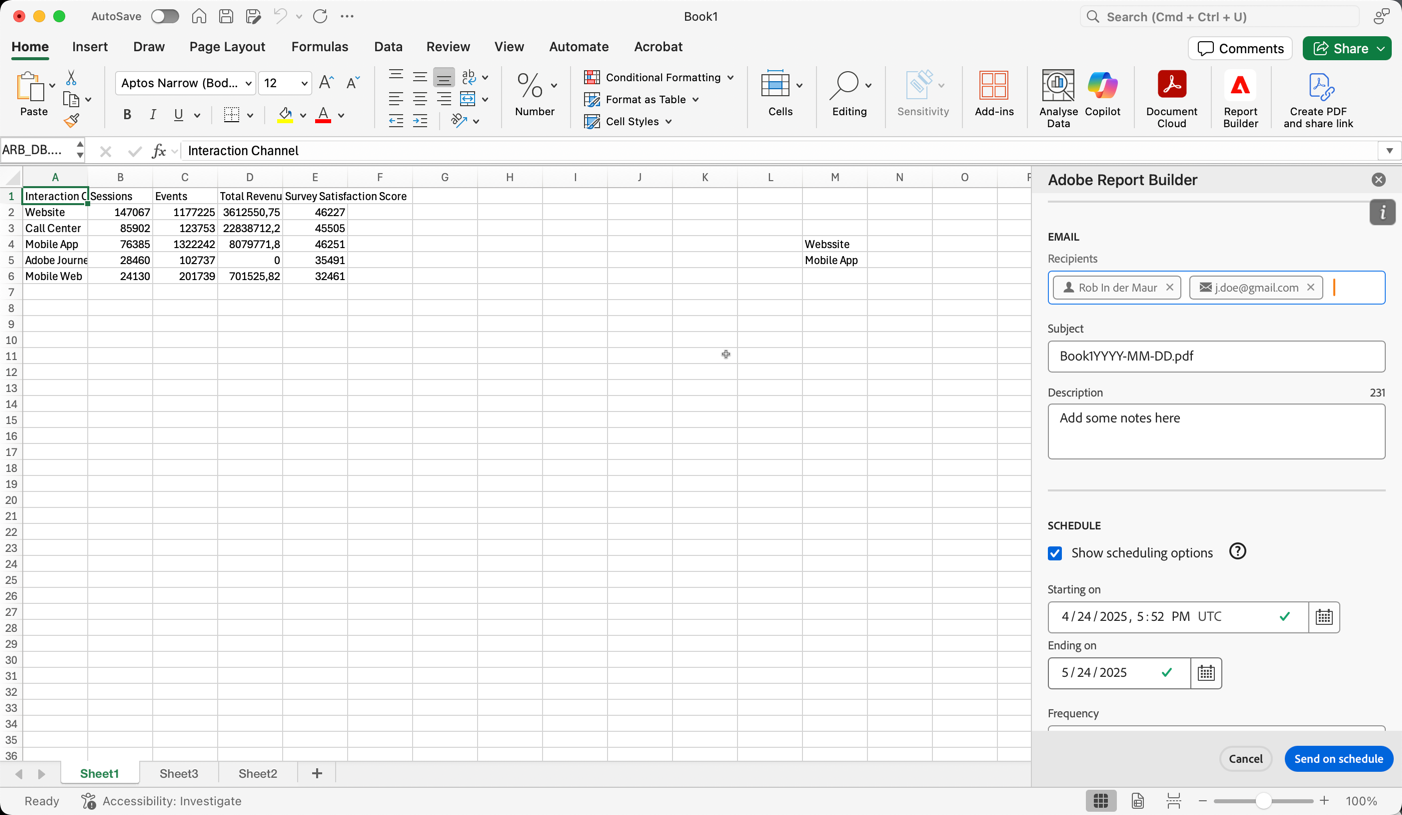 AutoSave
Book1
Search (Cmd + Ctrl + U)
Home Insert Draw Page Layout Formulas Data Review View Automate Acrobat
Comments Share
Paste
Aptos Narrow (Bod... 12 A A
B I U A
ab
Number
Conditional Formatting
Format as Table
Cell Styles
Cells
Editing
Sensitivity
Add-ins
Analyse Data
Copilot
Document Cloud
Report Builder
Create PDF and share link
ARB_DB.... fx Interaction Channel
A B C D E F G H I J K L M N O
1 Interaction C Sessions Events Total Revenu Survey Satisfaction Score
2 Website 147067 1177225 3612550,75 46227
3 Call Center 85902 123753 22838712,2 45505
4 Mobile App 76385 1322242 8079771,8 46251 Webssite
5 Adobe Journe 28460 102737 0 35491 Mobile App
6 Mobile Web 24130 201739 701525,82 32461
7
8
9
10
11
12
13
14
15
16
17
18
19
20
21
22
23
24
25
26
27
28
29
30
31
32
33
34
35
36
Adobe Report Builder
i
EMAIL
Recipients
Rob In der Maur j.doe@gmail.com
Subject
Book1YYYY-MM-DD.pdf
Description 231
Add some notes here
SCHEDULE
Show scheduling options ?
Starting on
4/24/2025, 5:52 PM UTC
Ending on
5/24/2025
Frequency
Cancel Send on schedule
Sheet1 Sheet3 Sheet2 +
Ready Accessibility: Investigate
100%